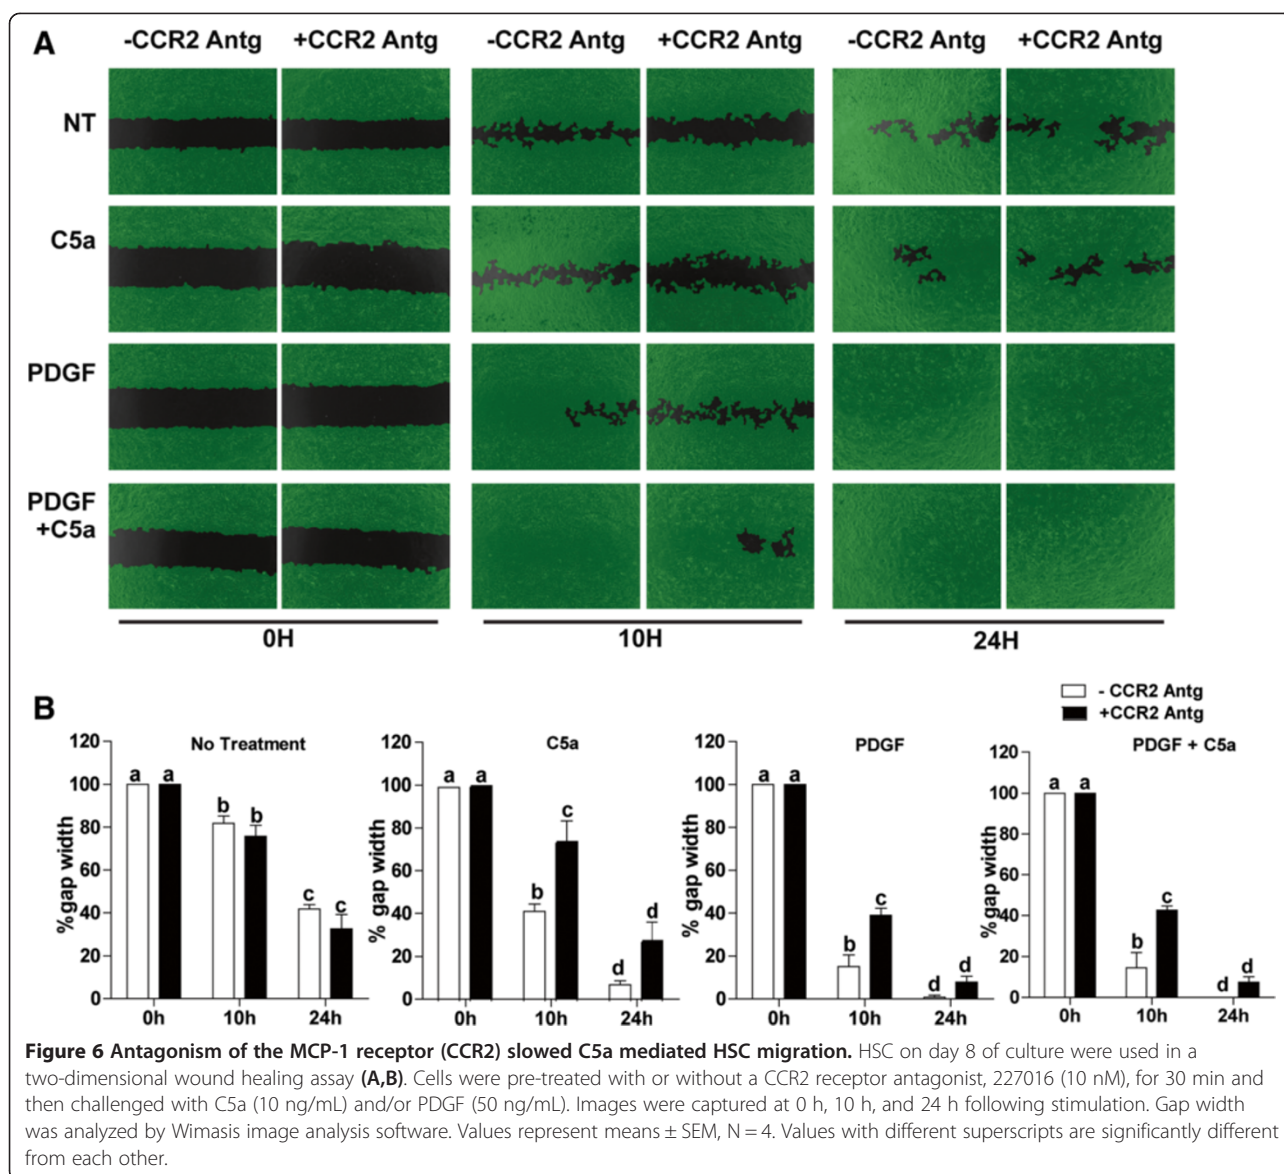 A
-CCR2 Antg +CCR2 Antg -CCR2 Antg +CCR2 Antg -CCR2 Antg +CCR2 Antg
NT
C5a
PDGF
PDGF
+C5a
0H 10H 24H
B
- CCR2 Antg
+CCR2 Antg
No Treatment
% gap width
120
100
80
60
40
20
0
a a
b b
c c
0h 10h 24h
C5a
% gap width
120
100
80
60
40
20
0
a a
b c
d d
0h 10h 24h
PDGF
% gap width
120
100
80
60
40
20
0
a a
b c
d d
0h 10h 24h
PDGF + C5a
% gap width
120
100
80
60
40
20
0
a a
b c
d d
0h 10h 24h
Figure 6 Antagonism of the MCP-1 receptor (CCR2) slowed C5a mediated HSC migration. HSC on day 8 of culture were used in a
two-dimensional wound healing assay (A,B). Cells were pre-treated with or without a CCR2 receptor antagonist, 227016 (10 nM), for 30 min and
then challenged with C5a (10 ng/mL) and/or PDGF (50 ng/mL). Images were captured at 0 h, 10 h, and 24 h following stimulation. Gap width
was analyzed by Wimasis image analysis software. Values represent means ± SEM, N = 4. Values with different superscripts are significantly different
from each other.